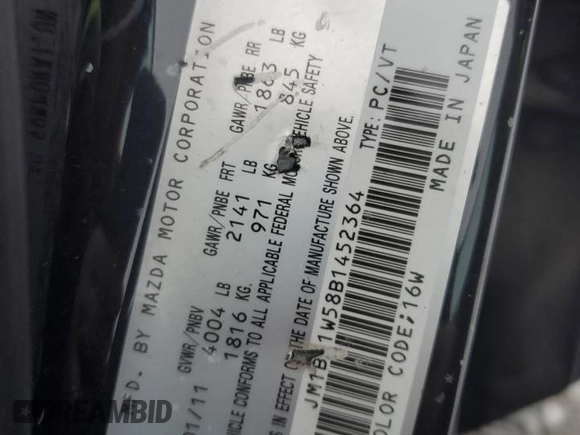 MFD. BY MAZDA MOTOR CORPORATION
01/11 GVWR/PNBV GAWR/PNBE FRT GAWR/PNBE RR
4004 LB 2141 LB 1863 LB
1816 KG. 971 KG 845 KG
VEHICLE CONFORMS TO ALL APPLICABLE FEDERAL MOTOR VEHICLE SAFETY
IN EFFECT ON THE DATE OF MANUFACTURE SHOWN ABOVE.
JM1B 1W58B1452364 TYPE: PC/VT
COLOR CODE;16W MADE IN JAPAN
DREAMBID